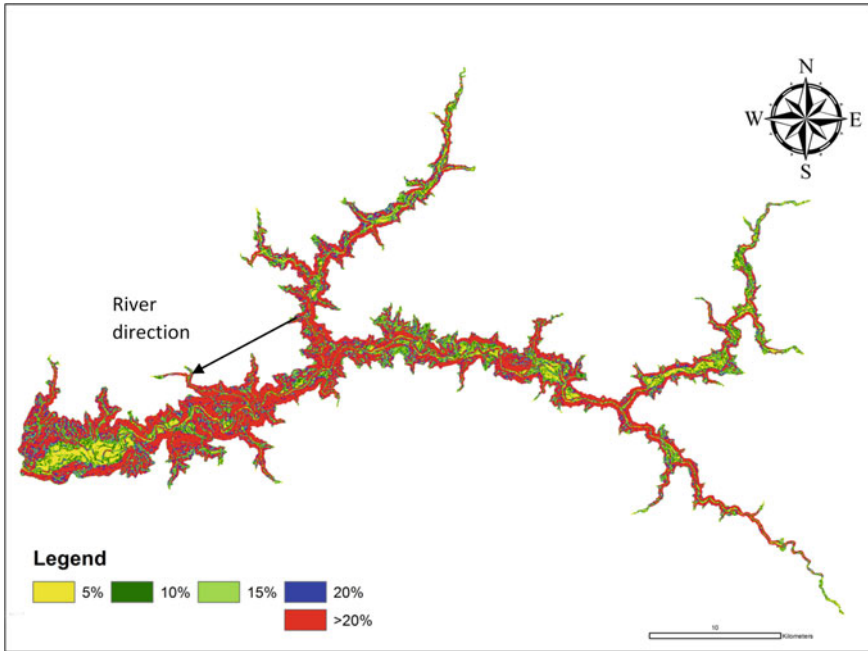 N
W E
S
River
direction
Legend
5% 10% 15% 20%
>20%
10
Kilometers